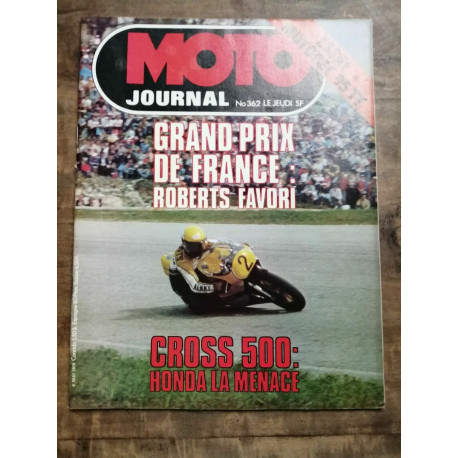 MOTO
JOURNAL No 362 LE JEUDI 5F
GRAND-PRIX
DE FRANCE :
ROBERTS FAVORI
2
CROSS 500:
HONDA LA MENACE